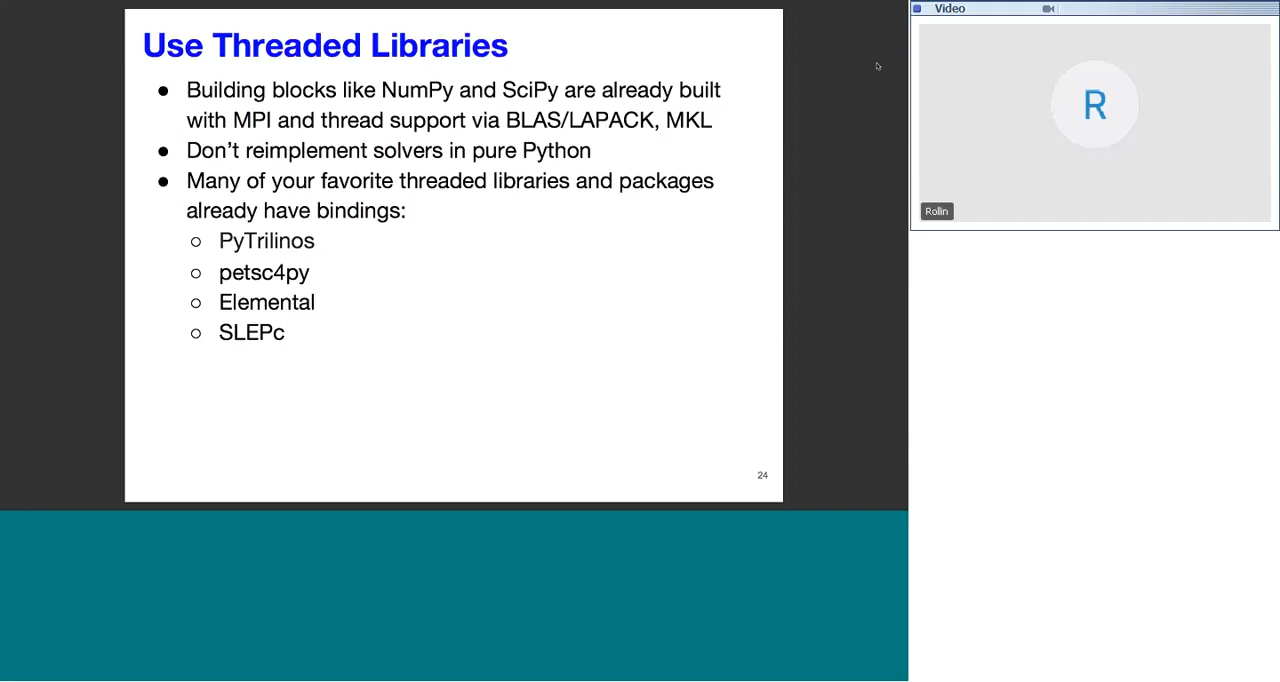 Use Threaded Libraries
● Building blocks like NumPy and SciPy are already built
with MPI and thread support via BLAS/LAPACK, MKL
● Don’t reimplement solvers in pure Python
● Many of your favorite threaded libraries and packages
already have bindings:
○ PyTrilinos
○ petsc4py
○ Elemental
○ SLEPc
24
Video
R
Rollin